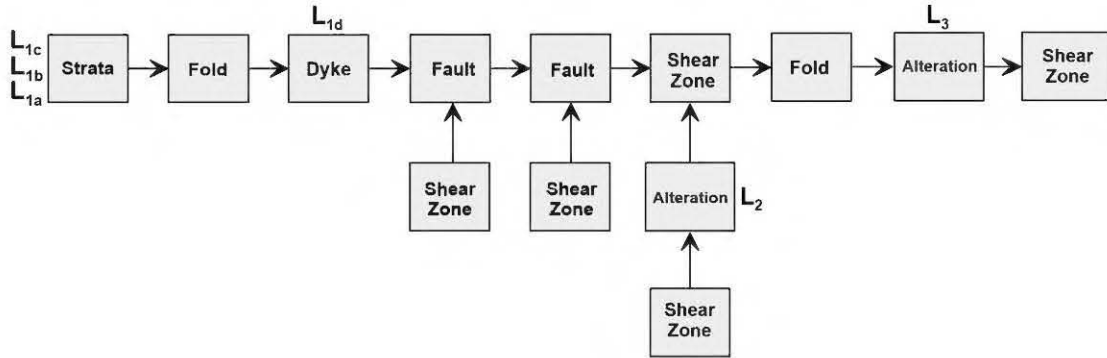 L1d
L3
L1c
L1b
L1a
Strata
Fold
Dyke
Fault
Fault
Shear
Zone
Fold
Alteration
Shear
Zone
Shear
Zone
Shear
Zone
Alteration
L2
Shear
Zone